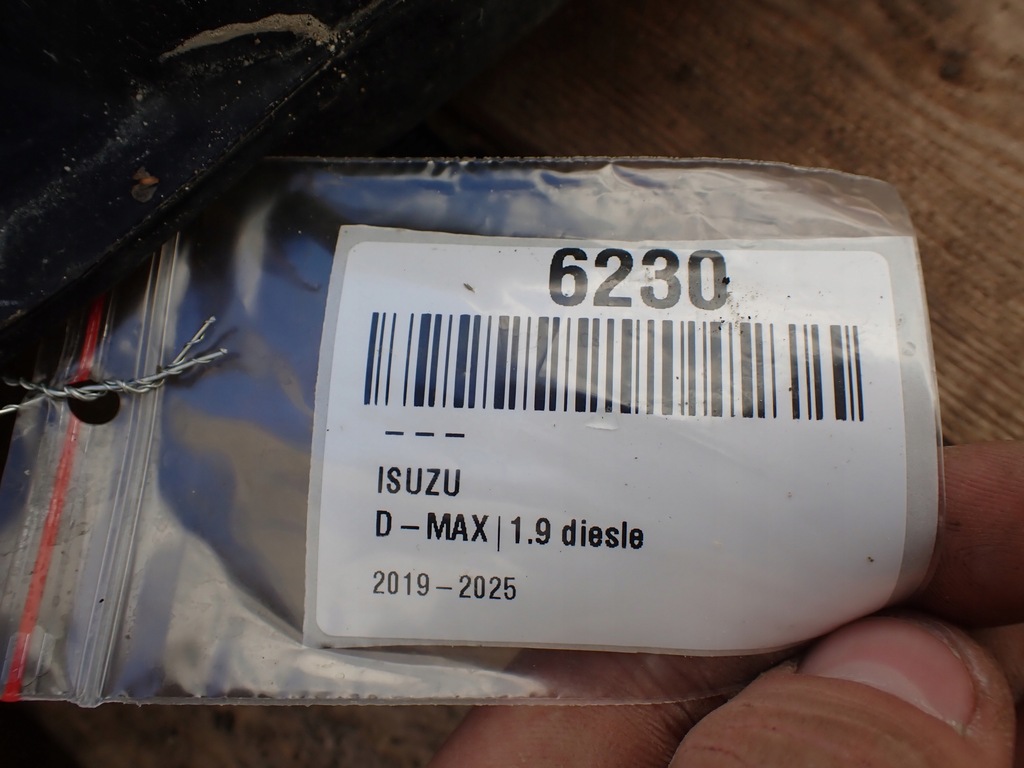 6230
– – –
ISUZU
D – MAX | 1.9 diesle
2019 – 2025